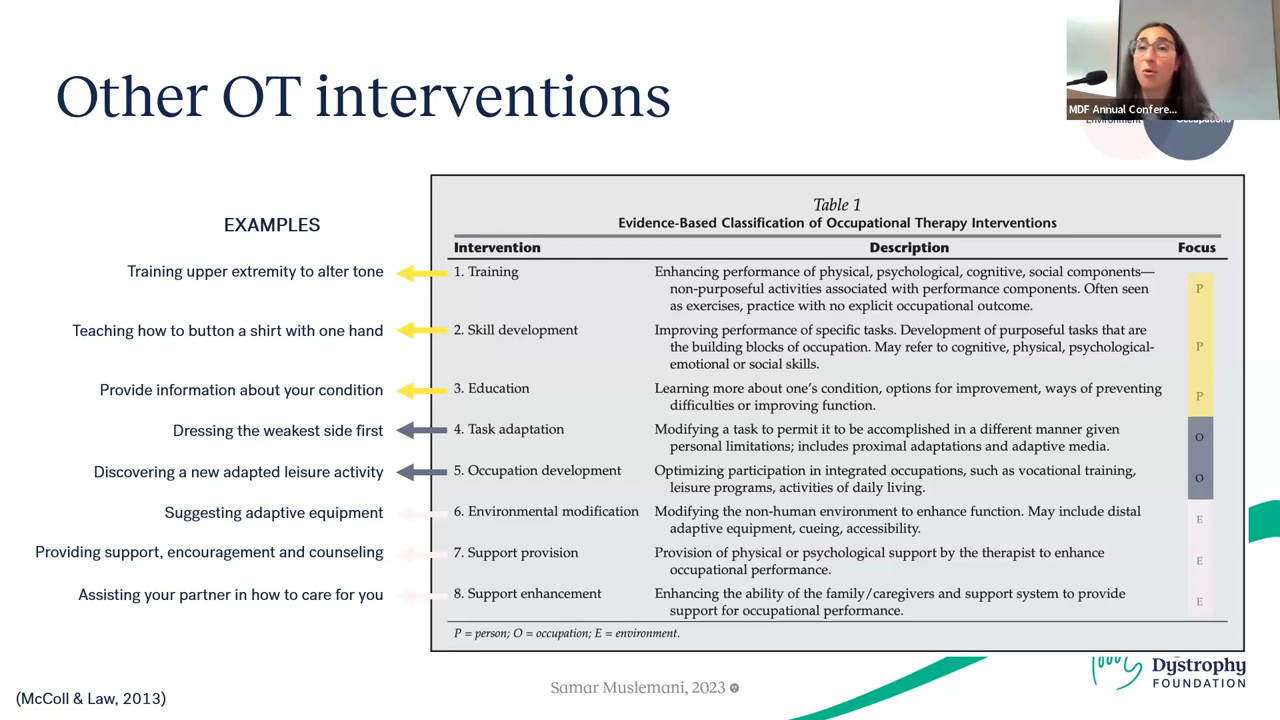 Other OT interventions
MDF Annual Confere...
Environment
Occupations
EXAMPLES
Training upper extremity to alter tone
Teaching how to button a shirt with one hand
Provide information about your condition
Dressing the weakest side first
Discovering a new adapted leisure activity
Suggesting adaptive equipment
Providing support, encouragement and counseling
Assisting your partner in how to care for you
Table 1
Evidence-Based Classification of Occupational Therapy Interventions
Intervention Description Focus
1. Training Enhancing performance of physical, psychological, cognitive, social components—
non-purposeful activities associated with performance components. Often seen P
as exercises, practice with no explicit occupational outcome.
2. Skill development Improving performance of specific tasks. Development of purposeful tasks that are
the building blocks of occupation. May refer to cognitive, physical, psychological- P
emotional or social skills.
3. Education Learning more about one's condition, options for improvement, ways of preventing P
difficulties or improving function.
4. Task adaptation Modifying a task to permit it to be accomplished in a different manner given O
personal limitations; includes proximal adaptations and adaptive media.
5. Occupation development Optimizing participation in integrated occupations, such as vocational training, O
leisure programs, activities of daily living.
6. Environmental modification Modifying the non-human environment to enhance function. May include distal E
adaptive equipment, cueing, accessibility.
7. Support provision Provision of physical or psychological support by the therapist to enhance E
occupational performance.
8. Support enhancement Enhancing the ability of the family/caregivers and support system to provide E
support for occupational performance.
P = person; O = occupation; E = environment.
(McColl & Law, 2013)
Samar Muslemani, 2023
Dystrophy
FOUNDATION